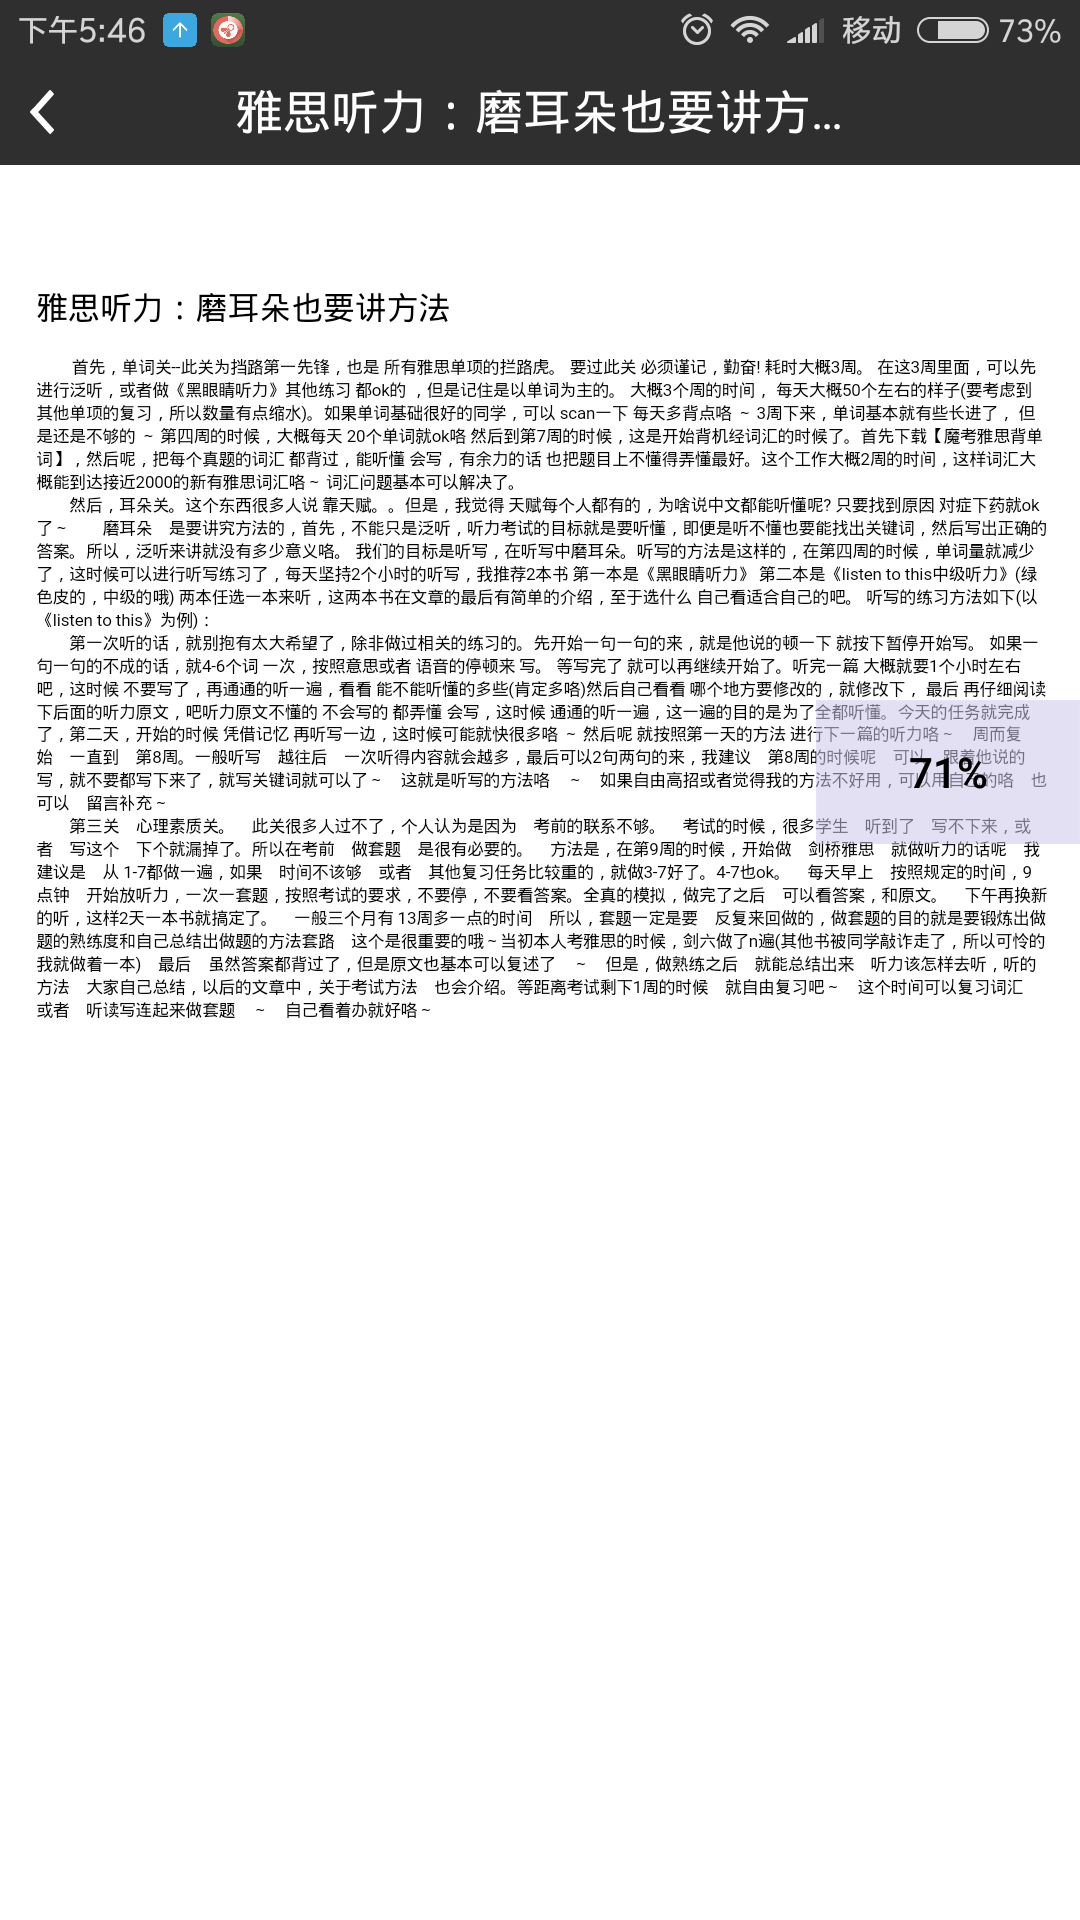 下午5:46 移动 73%
雅思听力：磨耳朵也要讲方...
雅思听力：磨耳朵也要讲方法
首先，单词关--此关为挡路第一先锋，也是 所有雅思单项的拦路虎。 要过此关 必须谨记，勤奋! 耗时大概3周。 在这3周里面，可以先
进行泛听，或者做《黑眼睛听力》其他练习 都ok的 ，但是记住是以单词为主的。 大概3个周的时间， 每天大概50个左右的样子(要考虑到
其他单项的复习，所以数量有点缩水)。如果单词基础很好的同学，可以 scan一下 每天多背点咯 ～ 3周下来，单词基本就有些长进了， 但
是还是不够的 ～ 第四周的时候，大概每天 20个单词就ok咯 然后到第7周的时候，这是开始背机经词汇的时候了。首先下载【魔考雅思背单
词】，然后呢，把每个真题的词汇 都背过，能听懂 会写，有余力的话 也把题目上不懂得弄懂最好。这个工作大概2周的时间，这样词汇大
概能到达接近2000的新有雅思词汇咯～ 词汇问题基本可以解决了。
然后，耳朵关。这个东西很多人说 靠天赋。。但是，我觉得 天赋每个人都有的，为啥说中文都能听懂呢? 只要找到原因 对症下药就ok
了～　　磨耳朵　是要讲究方法的，首先，不能只是泛听，听力考试的目标就是要听懂，即便是听不懂也要能找出关键词，然后写出正确的
答案。所以，泛听来讲就没有多少意义咯。 我们的目标是听写，在听写中磨耳朵。听写的方法是这样的，在第四周的时候，单词量就减少
了，这时候可以进行听写练习了，每天坚持2个小时的听写，我推荐2本书 第一本是《黑眼睛听力》 第二本是《listen to this中级听力》(绿
色皮的，中级的哦) 两本任选一本来听，这两本书在文章的最后有简单的介绍，至于选什么 自己看适合自己的吧。 听写的练习方法如下(以
《listen to this》为例)：
第一次听的话，就别抱有太大希望了，除非做过相关的练习的。先开始一句一句的来，就是他说的顿一下 就按下暂停开始写。 如果一
句一句的不成的话，就4-6个词 一次，按照意思或者 语音的停顿来 写。 等写完了 就可以再继续开始了。听完一篇 大概就要1个小时左右
吧，这时候 不要写了，再通通的听一遍，看看 能不能听懂的多些(肯定多咯)然后自己看看 哪个地方要修改的，就修改下， 最后 再仔细阅读
下后面的听力原文，吧听力原文不懂的 不会写的 都弄懂 会写，这时候 通通的听一遍，这一遍的目的是为了全都听懂。今天的任务就完成
了，第二天，开始的时候 凭借记忆 再听写一边，这时候可能就快很多咯 ～ 然后呢 就按照第一天的方法 进行下一篇的听力咯～　周而复
始　一直到　第8周。一般听写　越往后　一次听得内容就会越多，最后可以2句两句的来，我建议　第8周的时候呢　可以　跟着他说的
写，就不要都写下来了，就写关键词就可以了～　这就是听写的方法咯　～　如果自由高招或者觉得我的方法不好用，可以用自己的咯　也
可以　留言补充～
第三关　心理素质关。　此关很多人过不了，个人认为是因为　考前的联系不够。　考试的时候，很多学生　听到了　写不下来，或
者　写这个　下个就漏掉了。所以在考前　做套题　是很有必要的。　方法是，在第9周的时候，开始做　剑桥雅思　就做听力的话呢　我
建议是　从 1-7都做一遍，如果　时间不该够　或者　其他复习任务比较重的，就做3-7好了。4-7也ok。　每天早上　按照规定的时间，9
点钟　开始放听力，一次一套题，按照考试的要求，不要停，不要看答案。全真的模拟，做完了之后　可以看答案，和原文。　下午再换新
的听，这样2天一本书就搞定了。　一般三个月有 13周多一点的时间　所以，套题一定是要　反复来回做的，做套题的目的就是要锻炼出做
题的熟练度和自己总结出做题的方法套路　这个是很重要的哦～当初本人考雅思的时候，剑六做了n遍(其他书被同学敲诈走了，所以可怜的
我就做着一本)　最后　虽然答案都背过了，但是原文也基本可以复述了　～　但是，做熟练之后　就能总结出来　听力该怎样去听，听的
方法　大家自己总结，以后的文章中，关于考试方法　也会介绍。等距离考试剩下1周的时候　就自由复习吧～　这个时间可以复习词汇
或者　听读写连起来做套题　～　自己看着办就好咯～
71%